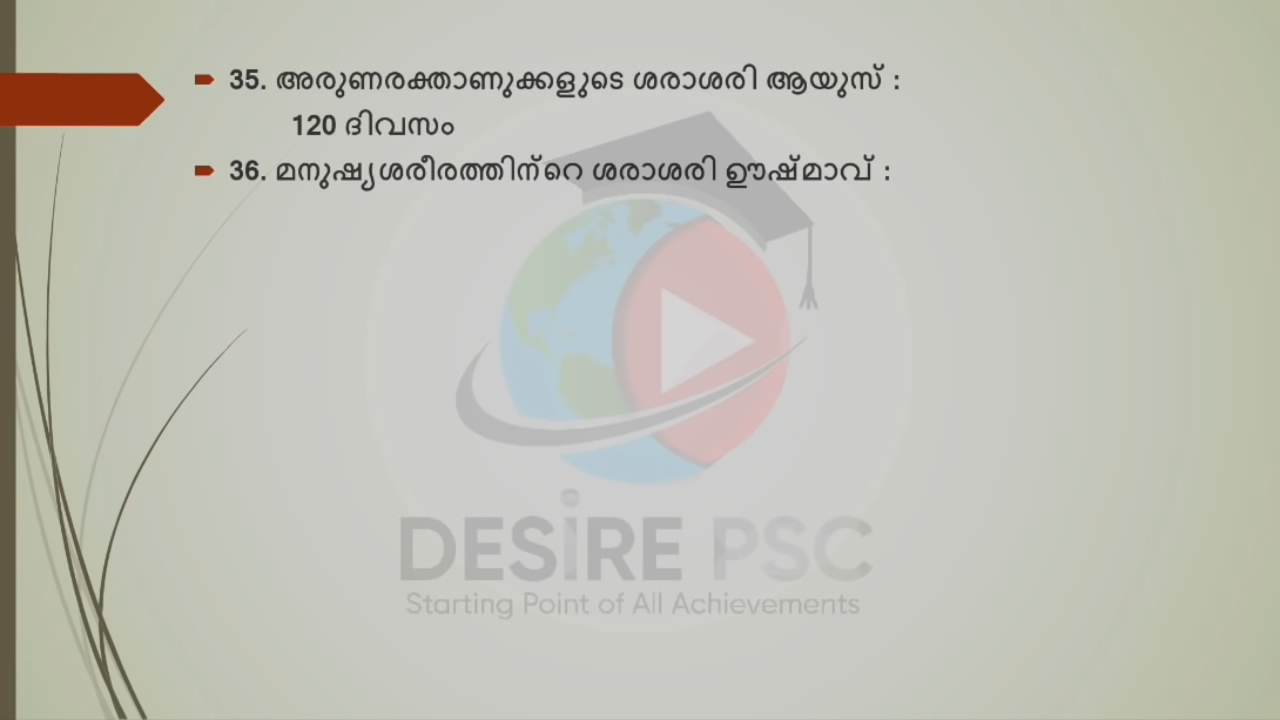 35. അരുണരക്താണുക്കളുടെ ശരാശരി ആയുസ് :
120 ദിവസം
36. മനുഷ്യശരീരത്തിന്റെ ശരാശരി ഊഷ്മാവ് :
DESiRE PSC
Starting Point of All Achievements